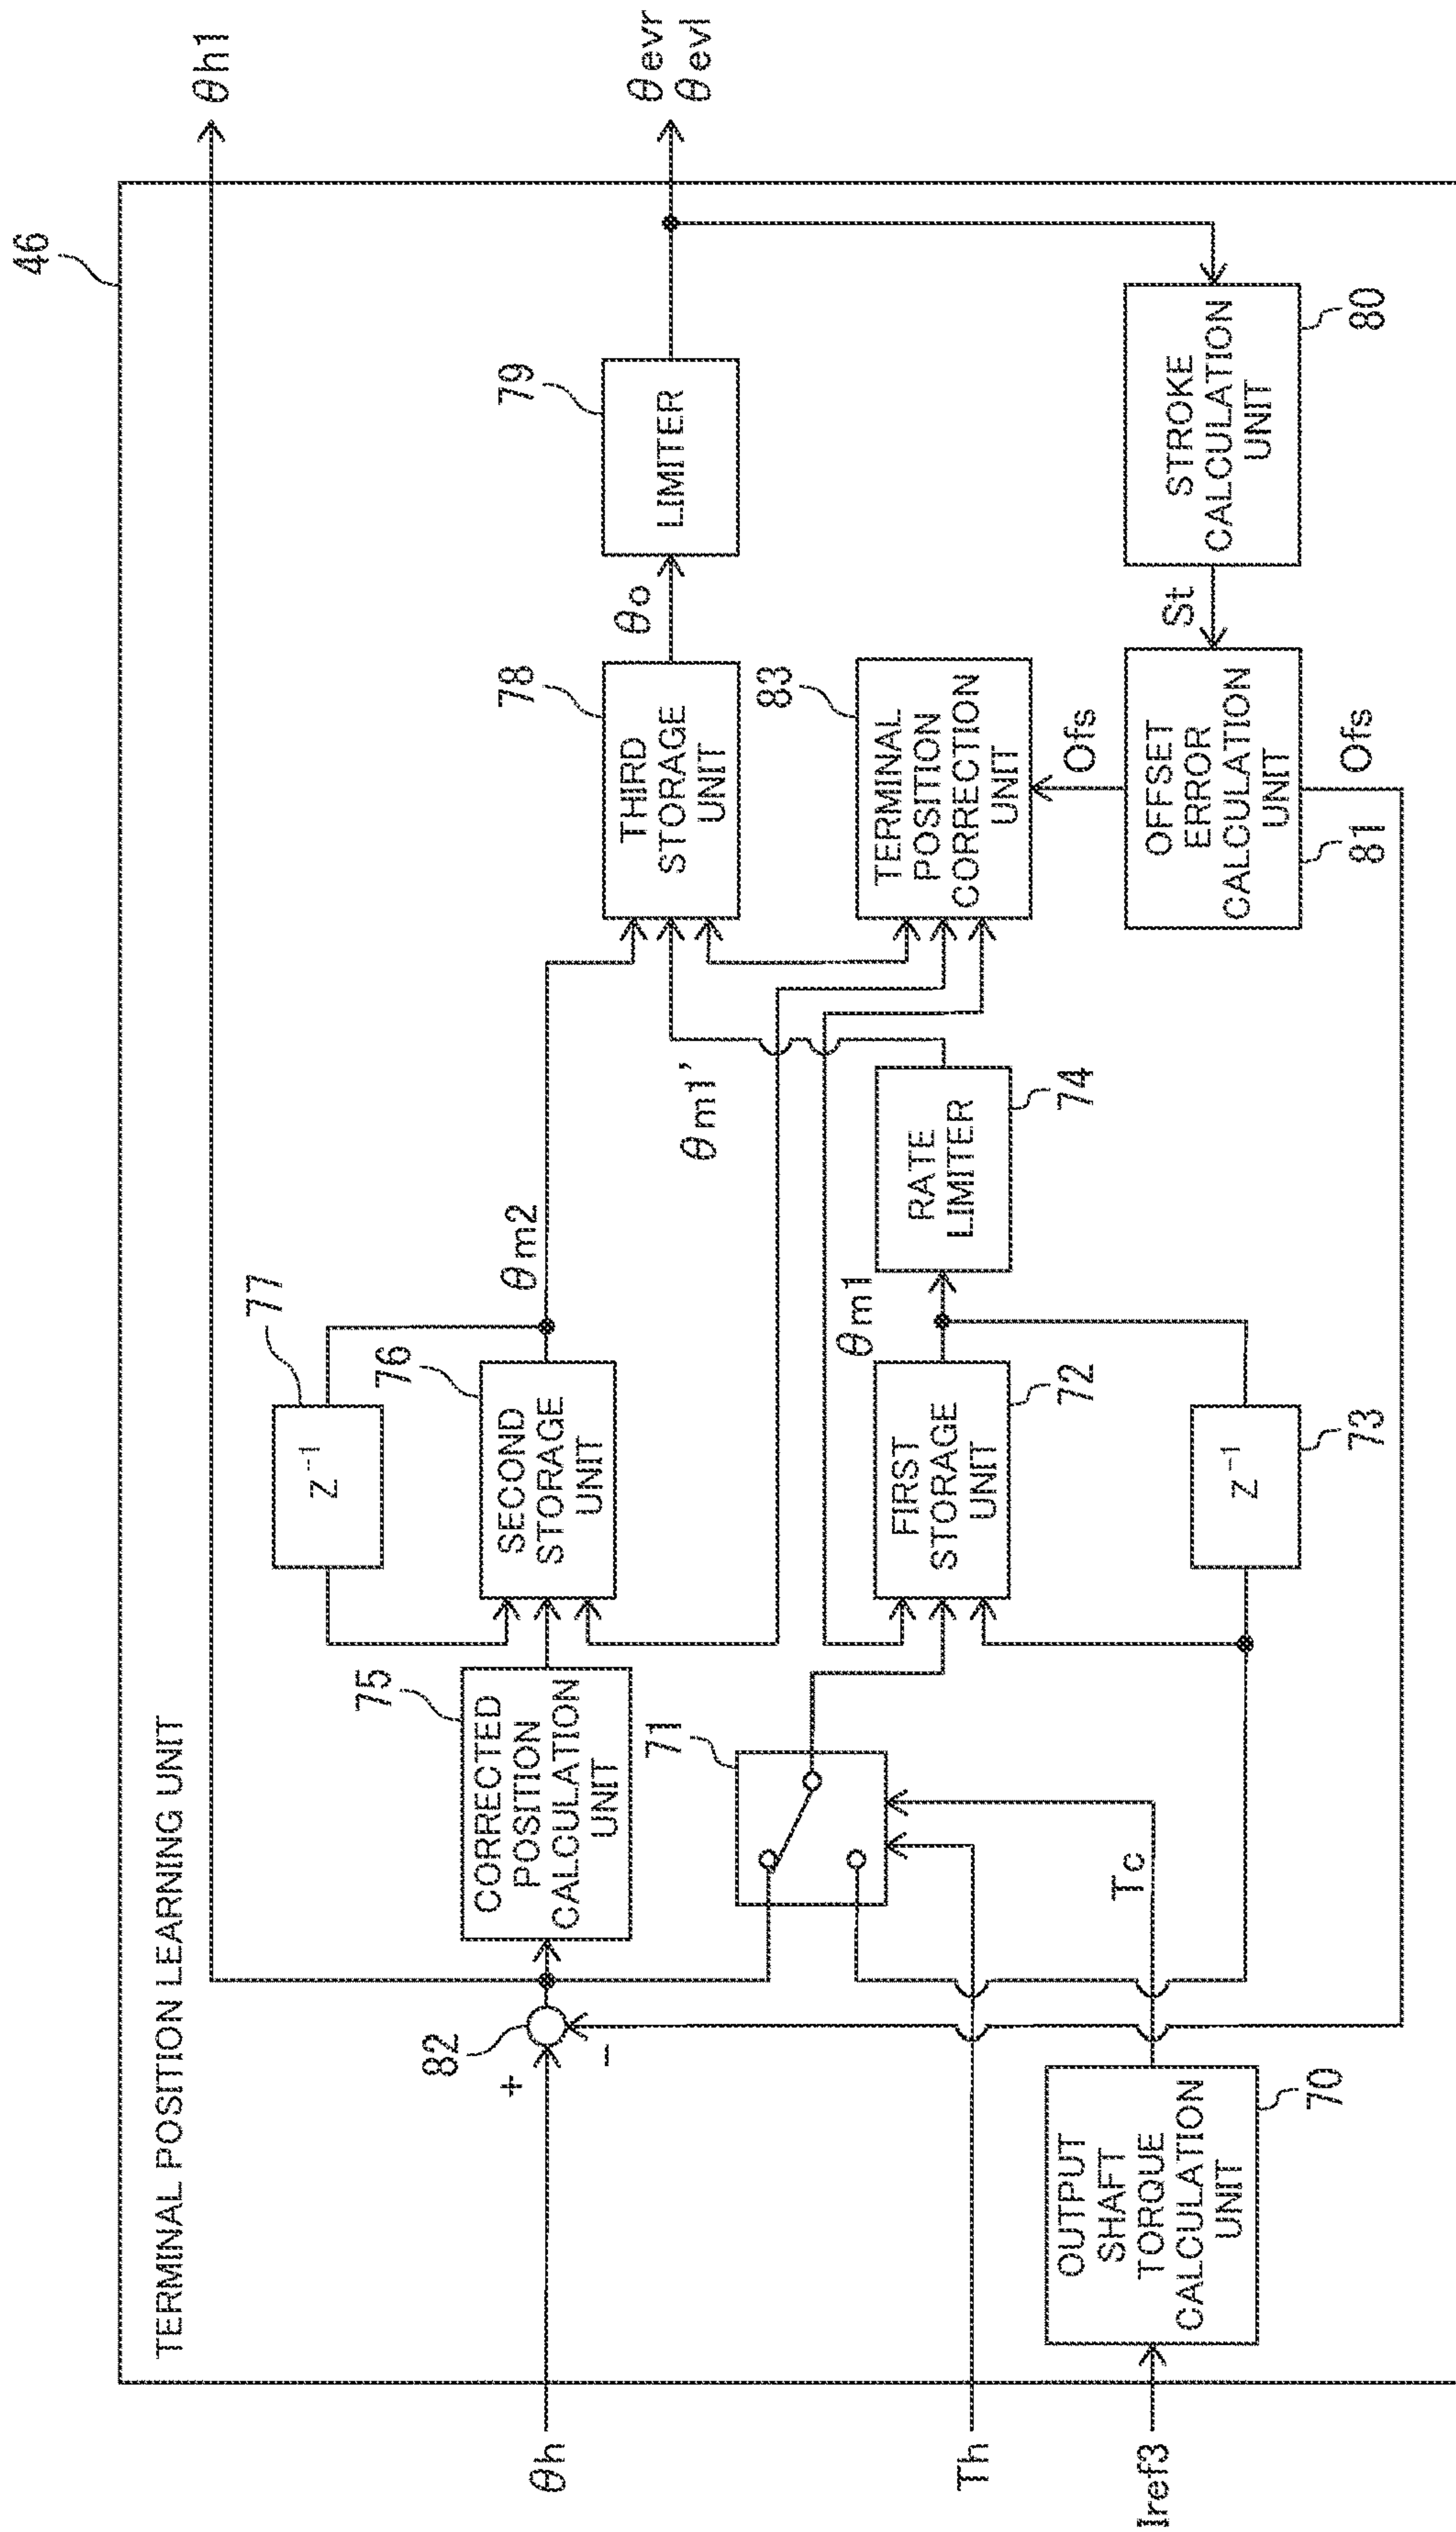 46
TERMINAL POSITION LEARNING UNIT
θh1
θevr
θevl
77
Z⁻¹
75
CORRECTED
POSITION
CALCULATION
UNIT
76
SECOND
STORAGE
UNIT
θm2
78
THIRD
STORAGE
UNIT
θo
79
LIMITER
θh
+
−
82
71
θm1'
83
TERMINAL
POSITION
CORRECTION
UNIT
θm1
FIRST
STORAGE
UNIT
72
RATE
LIMITER
74
Th
Ofs
Tc
Z⁻¹
73
OFFSET
ERROR
CALCULATION
UNIT
81
St
STROKE
CALCULATION
UNIT
80
Ofs
Iref3
OUTPUT
SHAFT
TORQUE
CALCULATION
UNIT
70